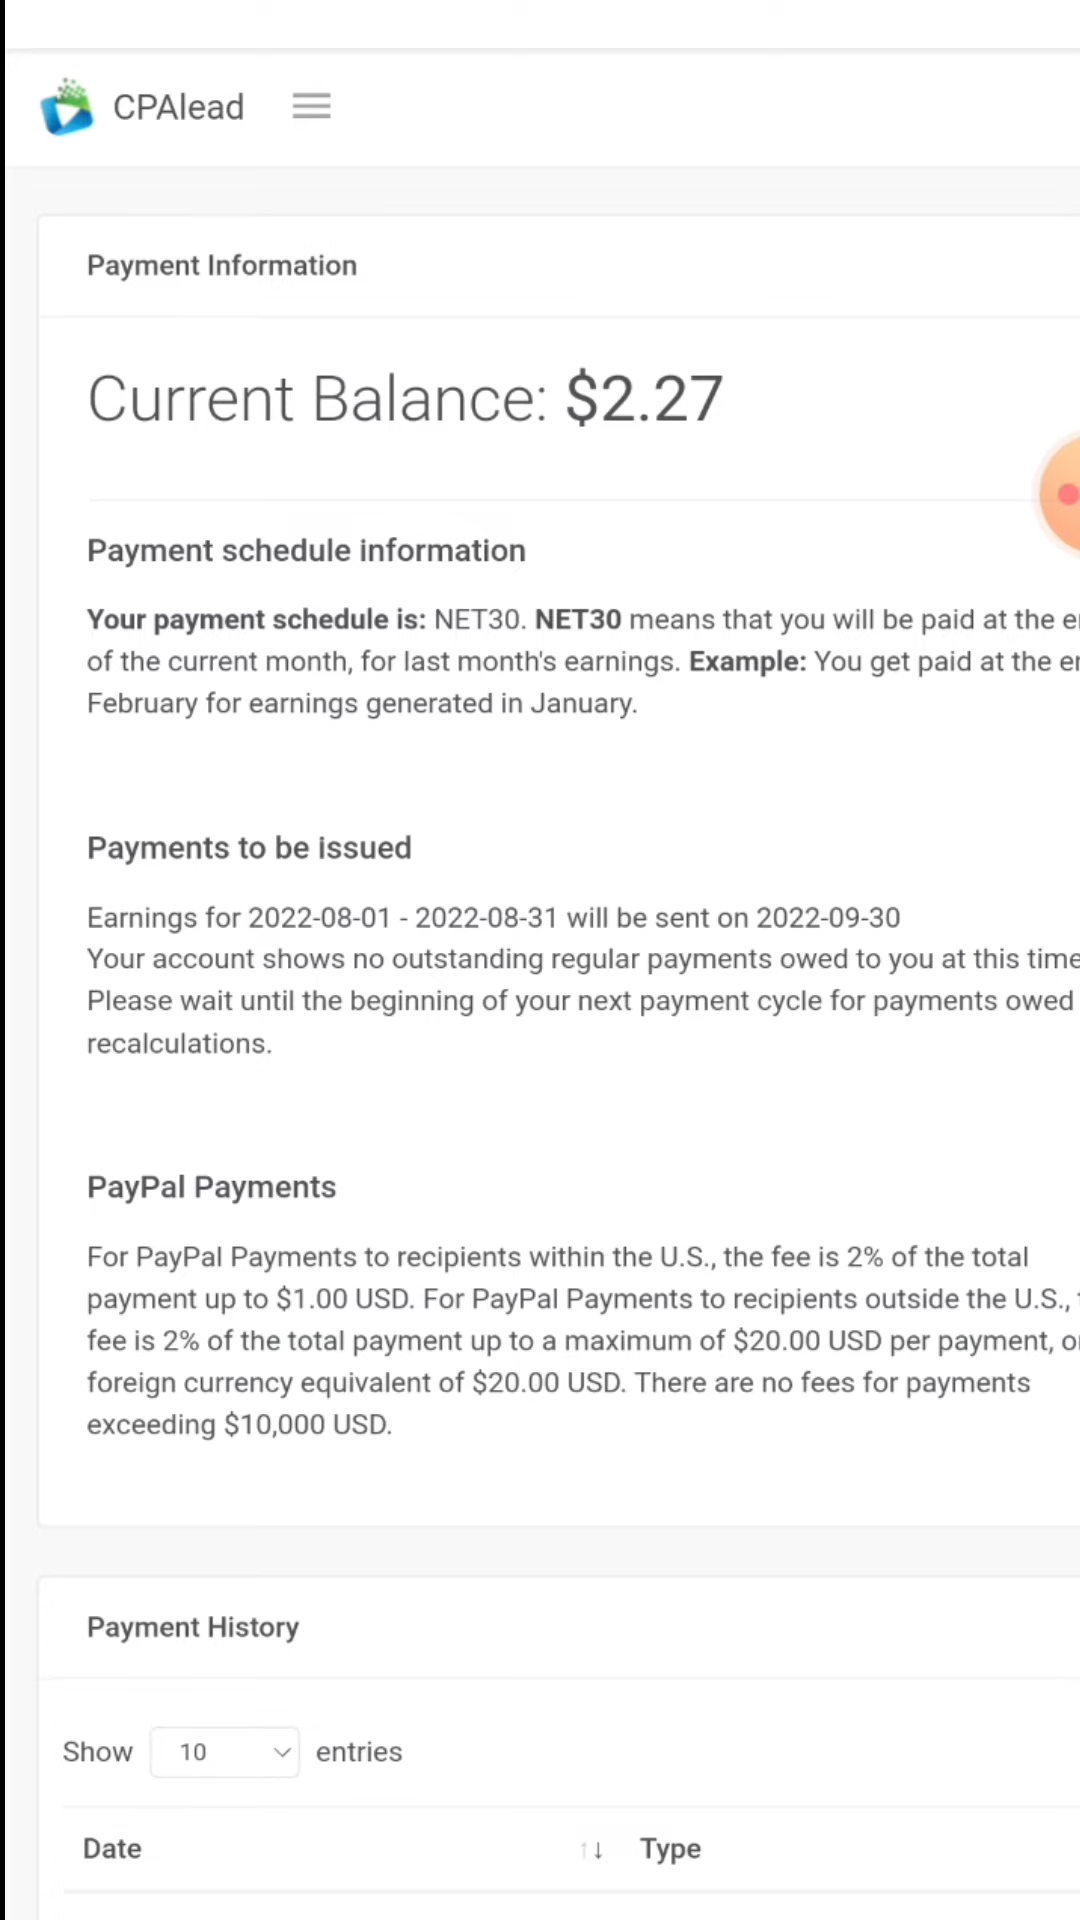 CPAlead
Payment Information
Current Balance: $2.27
Payment schedule information
Your payment schedule is: NET30. NET30 means that you will be paid at the
of the current month, for last month's earnings. Example: You get paid at the
February for earnings generated in January.
Payments to be issued
Earnings for 2022-08-01 - 2022-08-31 will be sent on 2022-09-30
Your account shows no outstanding regular payments owed to you at this time
Please wait until the beginning of your next payment cycle for payments owed
recalculations.
PayPal Payments
For PayPal Payments to recipients within the U.S., the fee is 2% of the total
payment up to $1.00 USD. For PayPal Payments to recipients outside the U.S.,
fee is 2% of the total payment up to a maximum of $20.00 USD per payment,
foreign currency equivalent of $20.00 USD. There are no fees for payments
exceeding $10,000 USD.
Payment History
Show 10 entries
Date ↑↓ Type